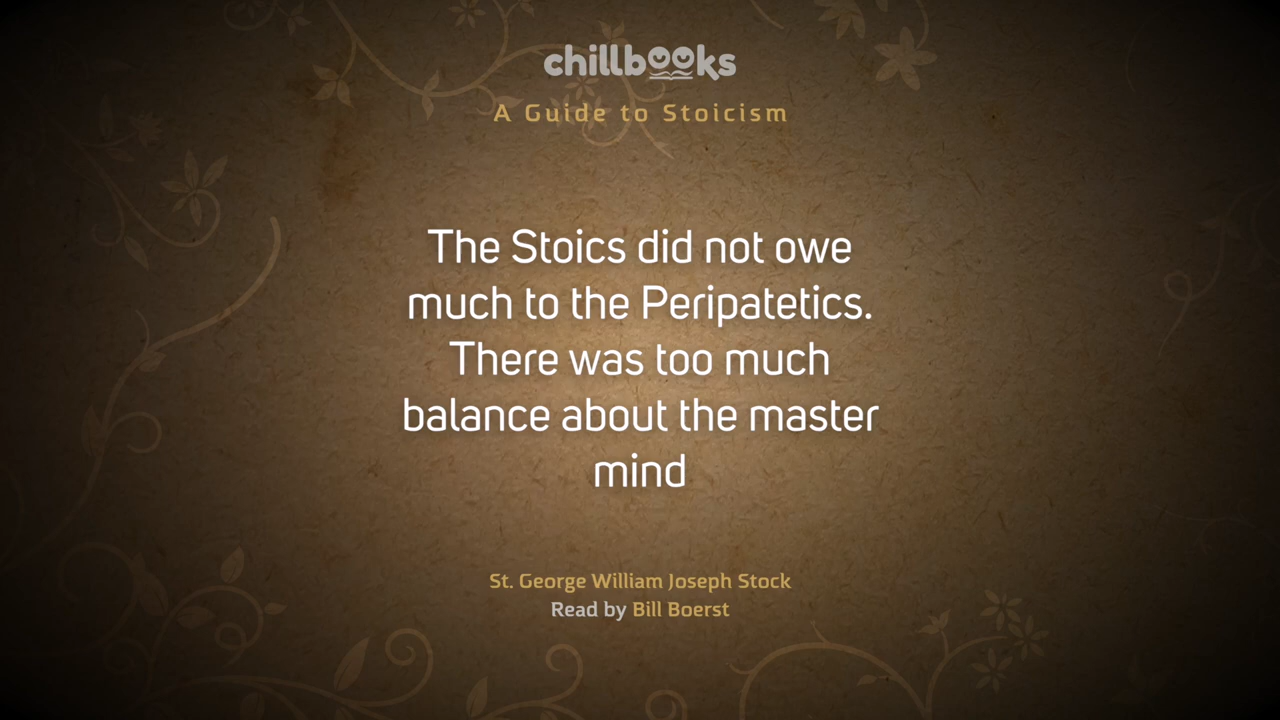 chillbooks
A Guide to Stoicism
The Stoics did not owe
much to the Peripatetics.
There was too much
balance about the master
mind
St. George William Joseph Stock
Read by Bill Boerst